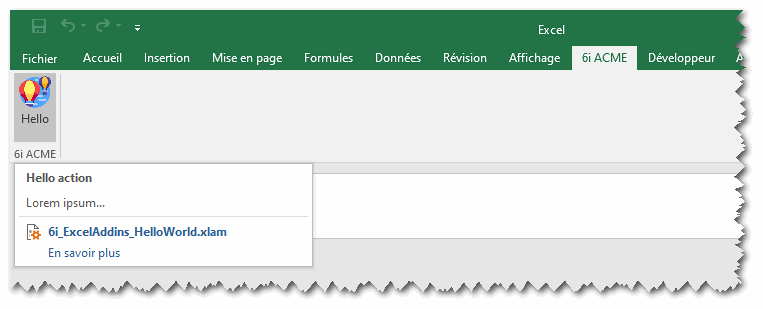 Excel
Fichier Accueil Insertion Mise en page Formules Données Révision Affichage 6i ACME Développeur
Hello
6i ACME
Hello action
Lorem ipsum...
6i_ExcelAddins_HelloWorld.xlam
En savoir plus